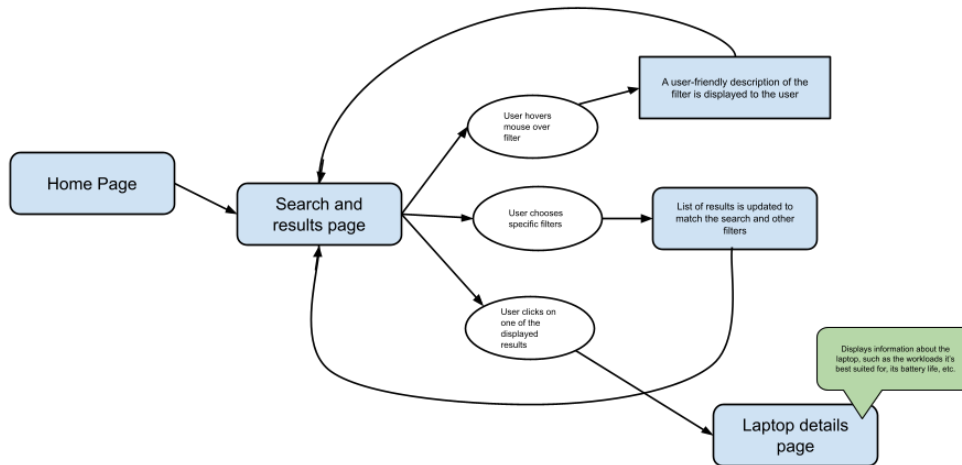 A user-friendly description of the
filter is displayed to the user
User hovers
mouse over
filter
Home Page
Search and
results page
User chooses
specific filters
List of results is updated to
match the search and other
filters
User clicks on
one of the
displayed
results
Displays information about the
laptop, such as the workloads it's
best suited for, its battery life, etc.
Laptop details
page